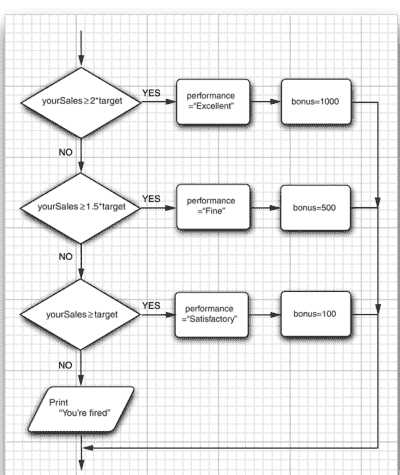 yourSales≥2*target
YES
performance
="Excellent"
bonus=1000
NO
yourSales≥1.5*target
YES
performance
="Fine"
bonus=500
NO
yourSales≥target
YES
performance
="Satisfactory"
bonus=100
NO
Print
"You're fired"